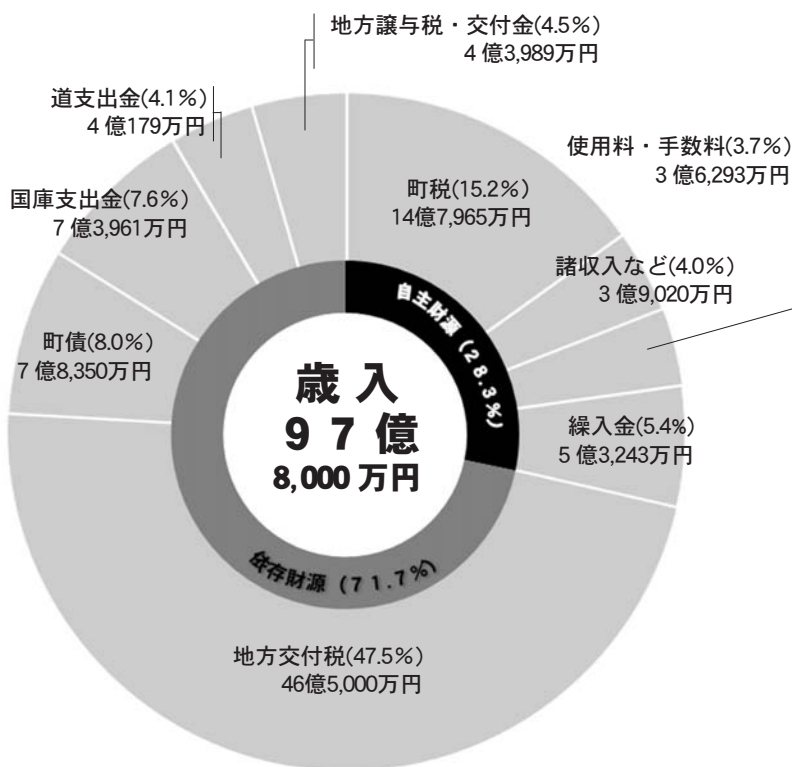 地方譲与税・交付金(4.5%)
4億3,989万円
道支出金(4.1%)
4億179万円
国庫支出金(7.6%)
7億3,961万円
町債(8.0%)
7億8,350万円
町税(15.2%)
14億7,965万円
使用料・手数料(3.7%)
3億6,293万円
諸収入など(4.0%)
3億9,020万円
繰入金(5.4%)
5億3,243万円
自主財源(28.3%)
歳入
97億
8,000万円
依存財源(71.7%)
地方交付税(47.5%)
46億5,000万円